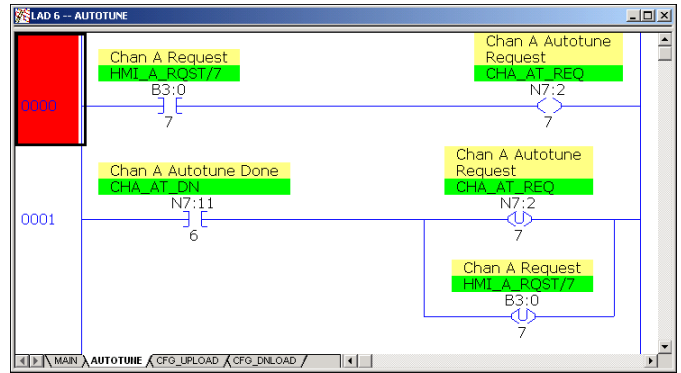 LAD 6 -- AUTOTUNE
Chan A Request
HMI_A_RQST/7
B3:0
7
Chan A Autotune
Request
CHA_AT_REQ
N7:2
7
0000
Chan A Autotune Done
CHA_AT_DN
N7:11
6
Chan A Autotune
Request
CHA_AT_REQ
N7:2
U
7
0001
Chan A Request
HMI_A_RQST/7
B3:0
U
7
MAIN AUTOTUNE CFG_UPLOAD CFG_DNLOAD